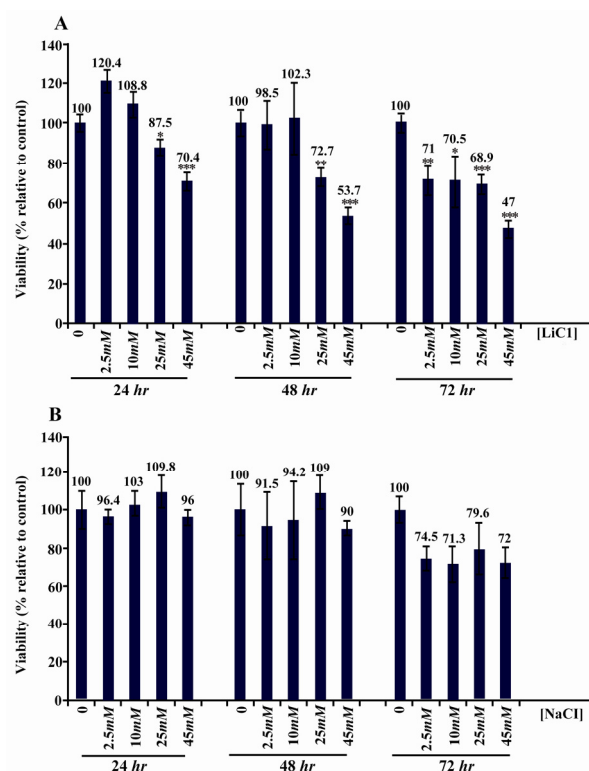 A
Viability (% relative to control)
140
120
100
80
60
40
20
0
100
120.4
108.8
87.5
*
70.4
***
100
98.5
102.3
72.7
**
53.7
***
100
71
**
70.5
*
68.9
***
47
***
0
2.5mM
10mM
25mM
45mM
0
2.5mM
10mM
25mM
45mM
0
2.5mM
10mM
25mM
45mM
[LiC1]
24 hr
48 hr
72 hr
B
Viability (% relative to control)
140
120
100
80
60
40
20
0
100
96.4
103
109.8
96
100
91.5
94.2
109
90
100
74.5
71.3
79.6
72
0
2.5mM
10mM
25mM
45mM
0
2.5mM
10mM
25mM
45mM
0
2.5mM
10mM
25mM
45mM
[NaCI]
24 hr
48 hr
72 hr